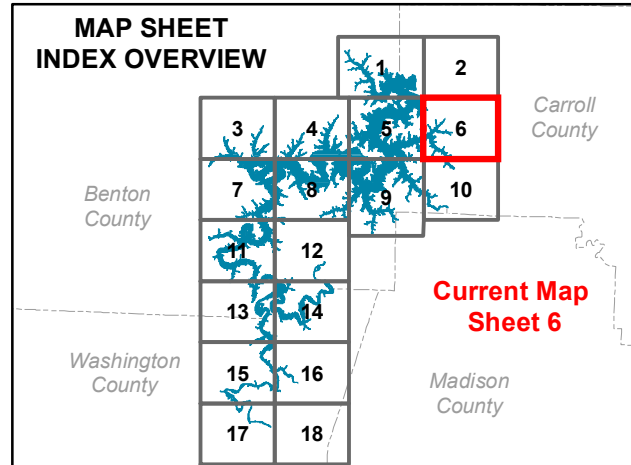 MAP SHEET
INDEX OVERVIEW
1
2
3
4
5
6
Carroll
County
Benton
County
7
8
9
10
11
12
13
14
Current Map
Sheet 6
Washington
County
15
16
Madison
County
17
18